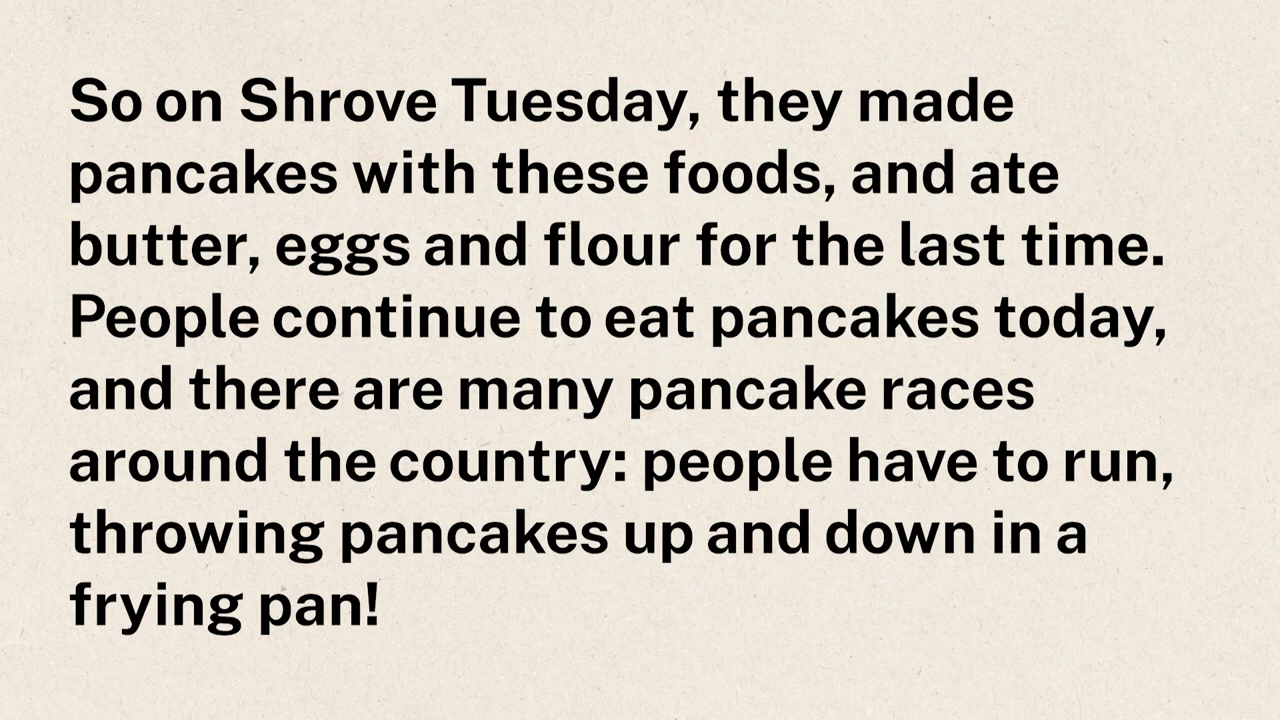 So on Shrove Tuesday, they made
pancakes with these foods, and ate
butter, eggs and flour for the last time.
People continue to eat pancakes today,
and there are many pancake races
around the country: people have to run,
throwing pancakes up and down in a
frying pan!